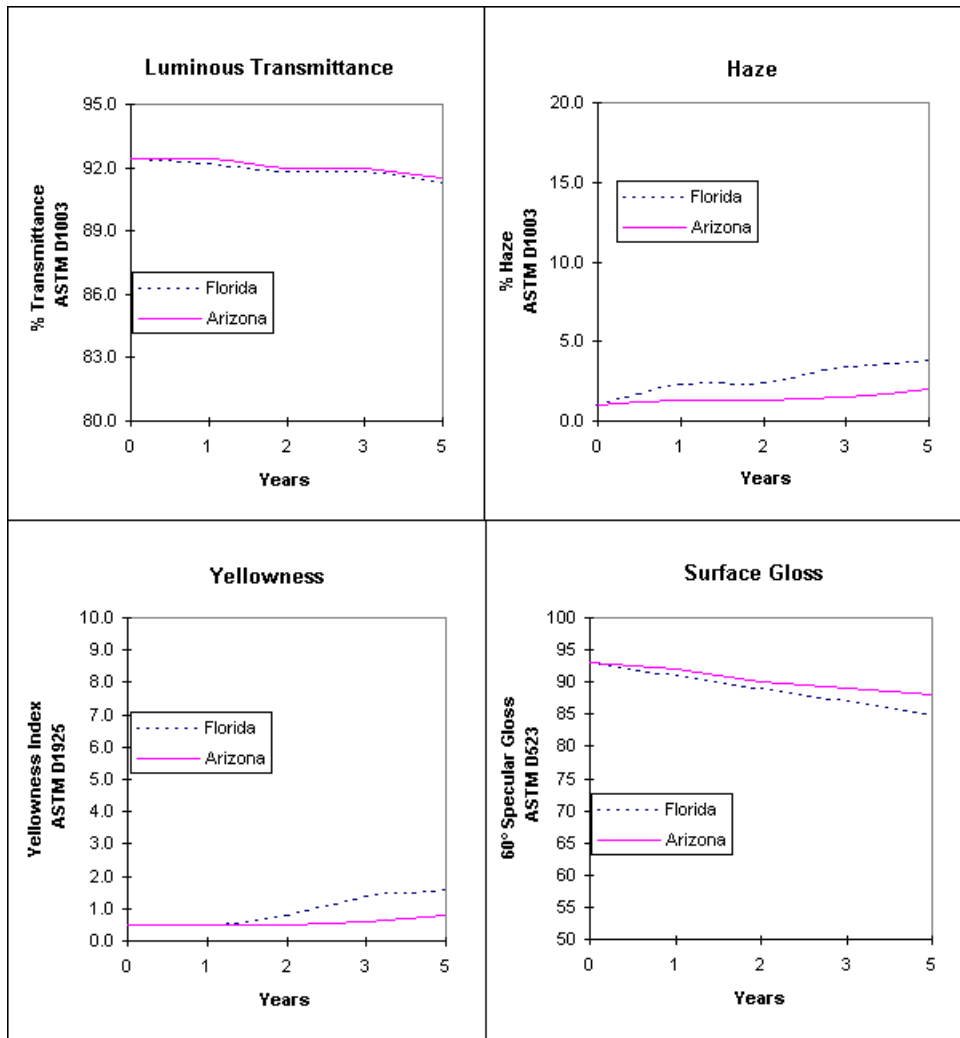 Luminous Transmittance
% Transmittance
ASTM D1003
95.0
92.0
89.0
86.0
83.0
80.0
Florida
Arizona
0 1 2 3 5
Years
Haze
% Haze
ASTM D1003
20.0
15.0
10.0
5.0
0.0
Florida
Arizona
0 1 2 3 5
Years
Yellowness
Yellowness Index
ASTM D1925
10.0
9.0
8.0
7.0
6.0
5.0
4.0
3.0
2.0
1.0
0.0
Florida
Arizona
0 1 2 3 5
Years
Surface Gloss
60° Specular Gloss
ASTM D523
100
95
90
85
80
75
70
65
60
55
50
Florida
Arizona
0 1 2 3 5
Years